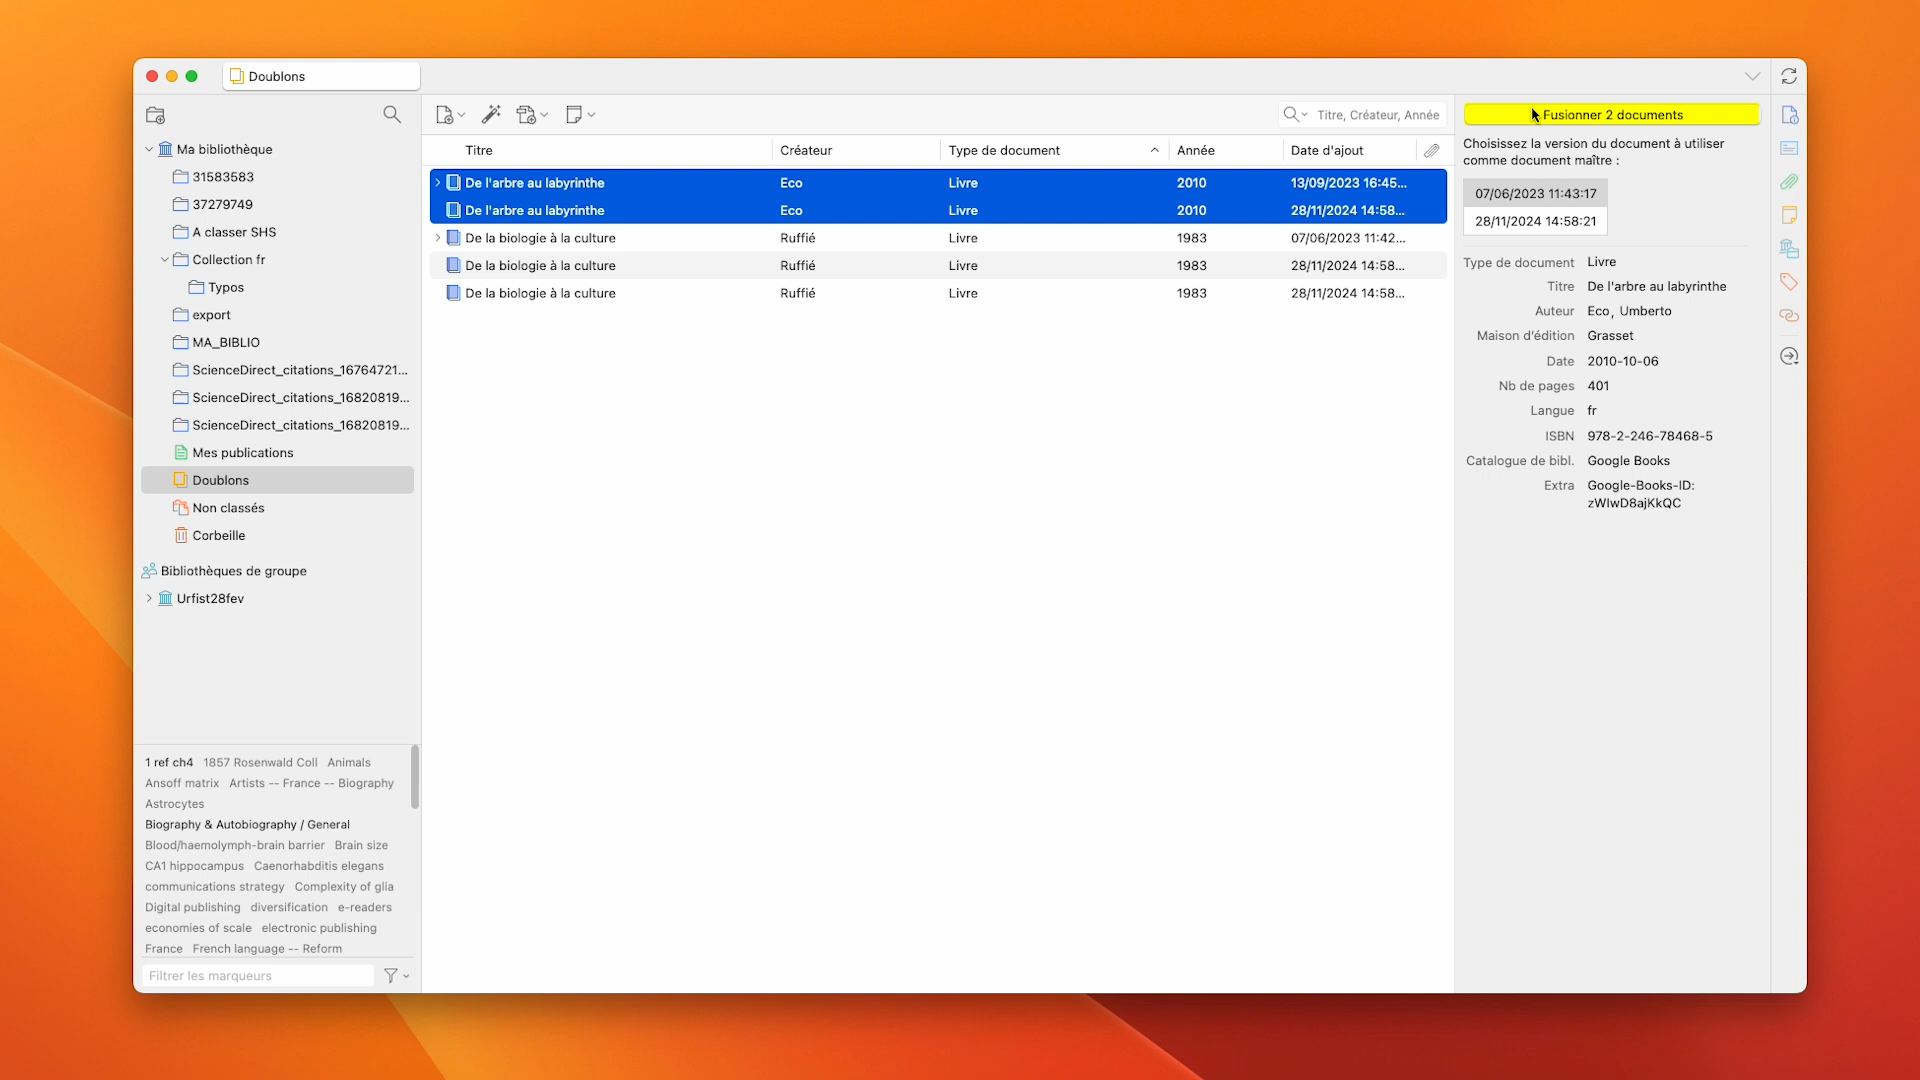 Doublons
Titre, Créateur, Année
Fusionner 2 documents
Ma bibliothèque
31583583
37279749
A classer SHS
Collection fr
Typos
export
MA_BIBLIO
ScienceDirect_citations_16764721...
ScienceDirect_citations_16820819...
ScienceDirect_citations_16820819...
Mes publications
Doublons
Non classés
Corbeille
Bibliothèques de groupe
Urfist28fev
1 ref ch4 1857 Rosenwald Coll Animals
Ansoff matrix Artists -- France -- Biography
Astrocytes
Biography & Autobiography / General
Blood/haemolymph-brain barrier Brain size
CA1 hippocampus Caenorhabditis elegans
communications strategy Complexity of glia
Digital publishing diversification e-readers
economies of scale electronic publishing
France French language -- Reform
Filtrer les marqueurs
Titre Créateur Type de document Année Date d'ajout
De l'arbre au labyrinthe Eco Livre 2010 13/09/2023 16:45...
De l'arbre au labyrinthe Eco Livre 2010 28/11/2024 14:58...
De la biologie à la culture Ruffié Livre 1983 07/06/2023 11:42...
De la biologie à la culture Ruffié Livre 1983 28/11/2024 14:58...
De la biologie à la culture Ruffié Livre 1983 28/11/2024 14:58...
Choisissez la version du document à utiliser
comme document maître :
07/06/2023 11:43:17
28/11/2024 14:58:21
Type de document Livre
Titre De l'arbre au labyrinthe
Auteur Eco, Umberto
Maison d'édition Grasset
Date 2010-10-06
Nb de pages 401
Langue fr
ISBN 978-2-246-78468-5
Catalogue de bibl. Google Books
Extra Google-Books-ID:
zWIwD8ajKkQC